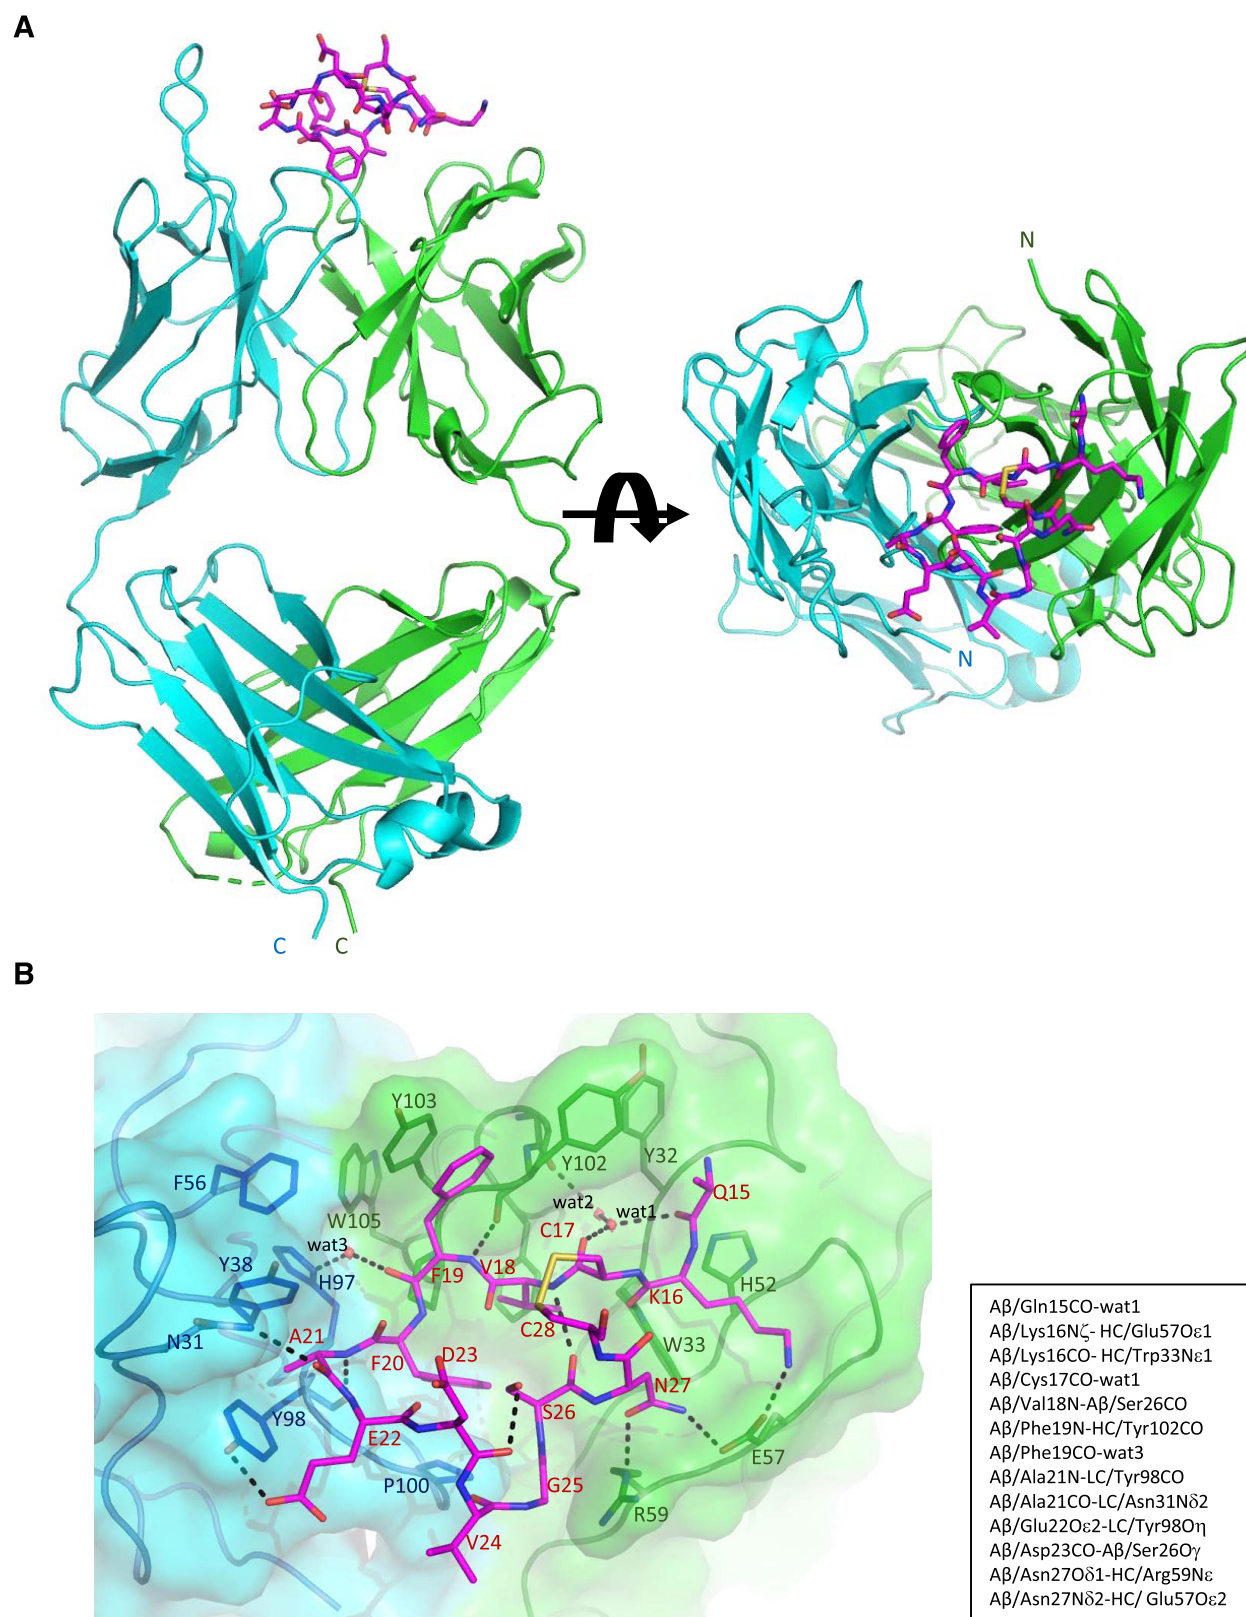 A
N
N
C
C
B
Y103
F56
Y102
Y32
Q15
wat2
wat1
C17
W105
wat3
Y38
H97
F19
V18
H52
K16
N31
A21
C28
W33
F20
D23
N27
Y98
S26
E22
E57
P100
G25
R59
V24
Aβ/Gln15CO-wat1
Aβ/Lys16Nζ- HC/Glu57Oε1
Aβ/Lys16CO- HC/Trp33Nε1
Aβ/Cys17CO-wat1
Aβ/Val18N-Aβ/Ser26CO
Aβ/Phe19N-HC/Tyr102CO
Aβ/Phe19CO-wat3
Aβ/Ala21N-LC/Tyr98CO
Aβ/Ala21CO-LC/Asn31Nδ2
Aβ/Glu22Oε2-LC/Tyr98Oη
Aβ/Asp23CO-Aβ/Ser26Oγ
Aβ/Asn27Oδ1-HC/Arg59Nε
Aβ/Asn27Nδ2-HC/ Glu57Oε2